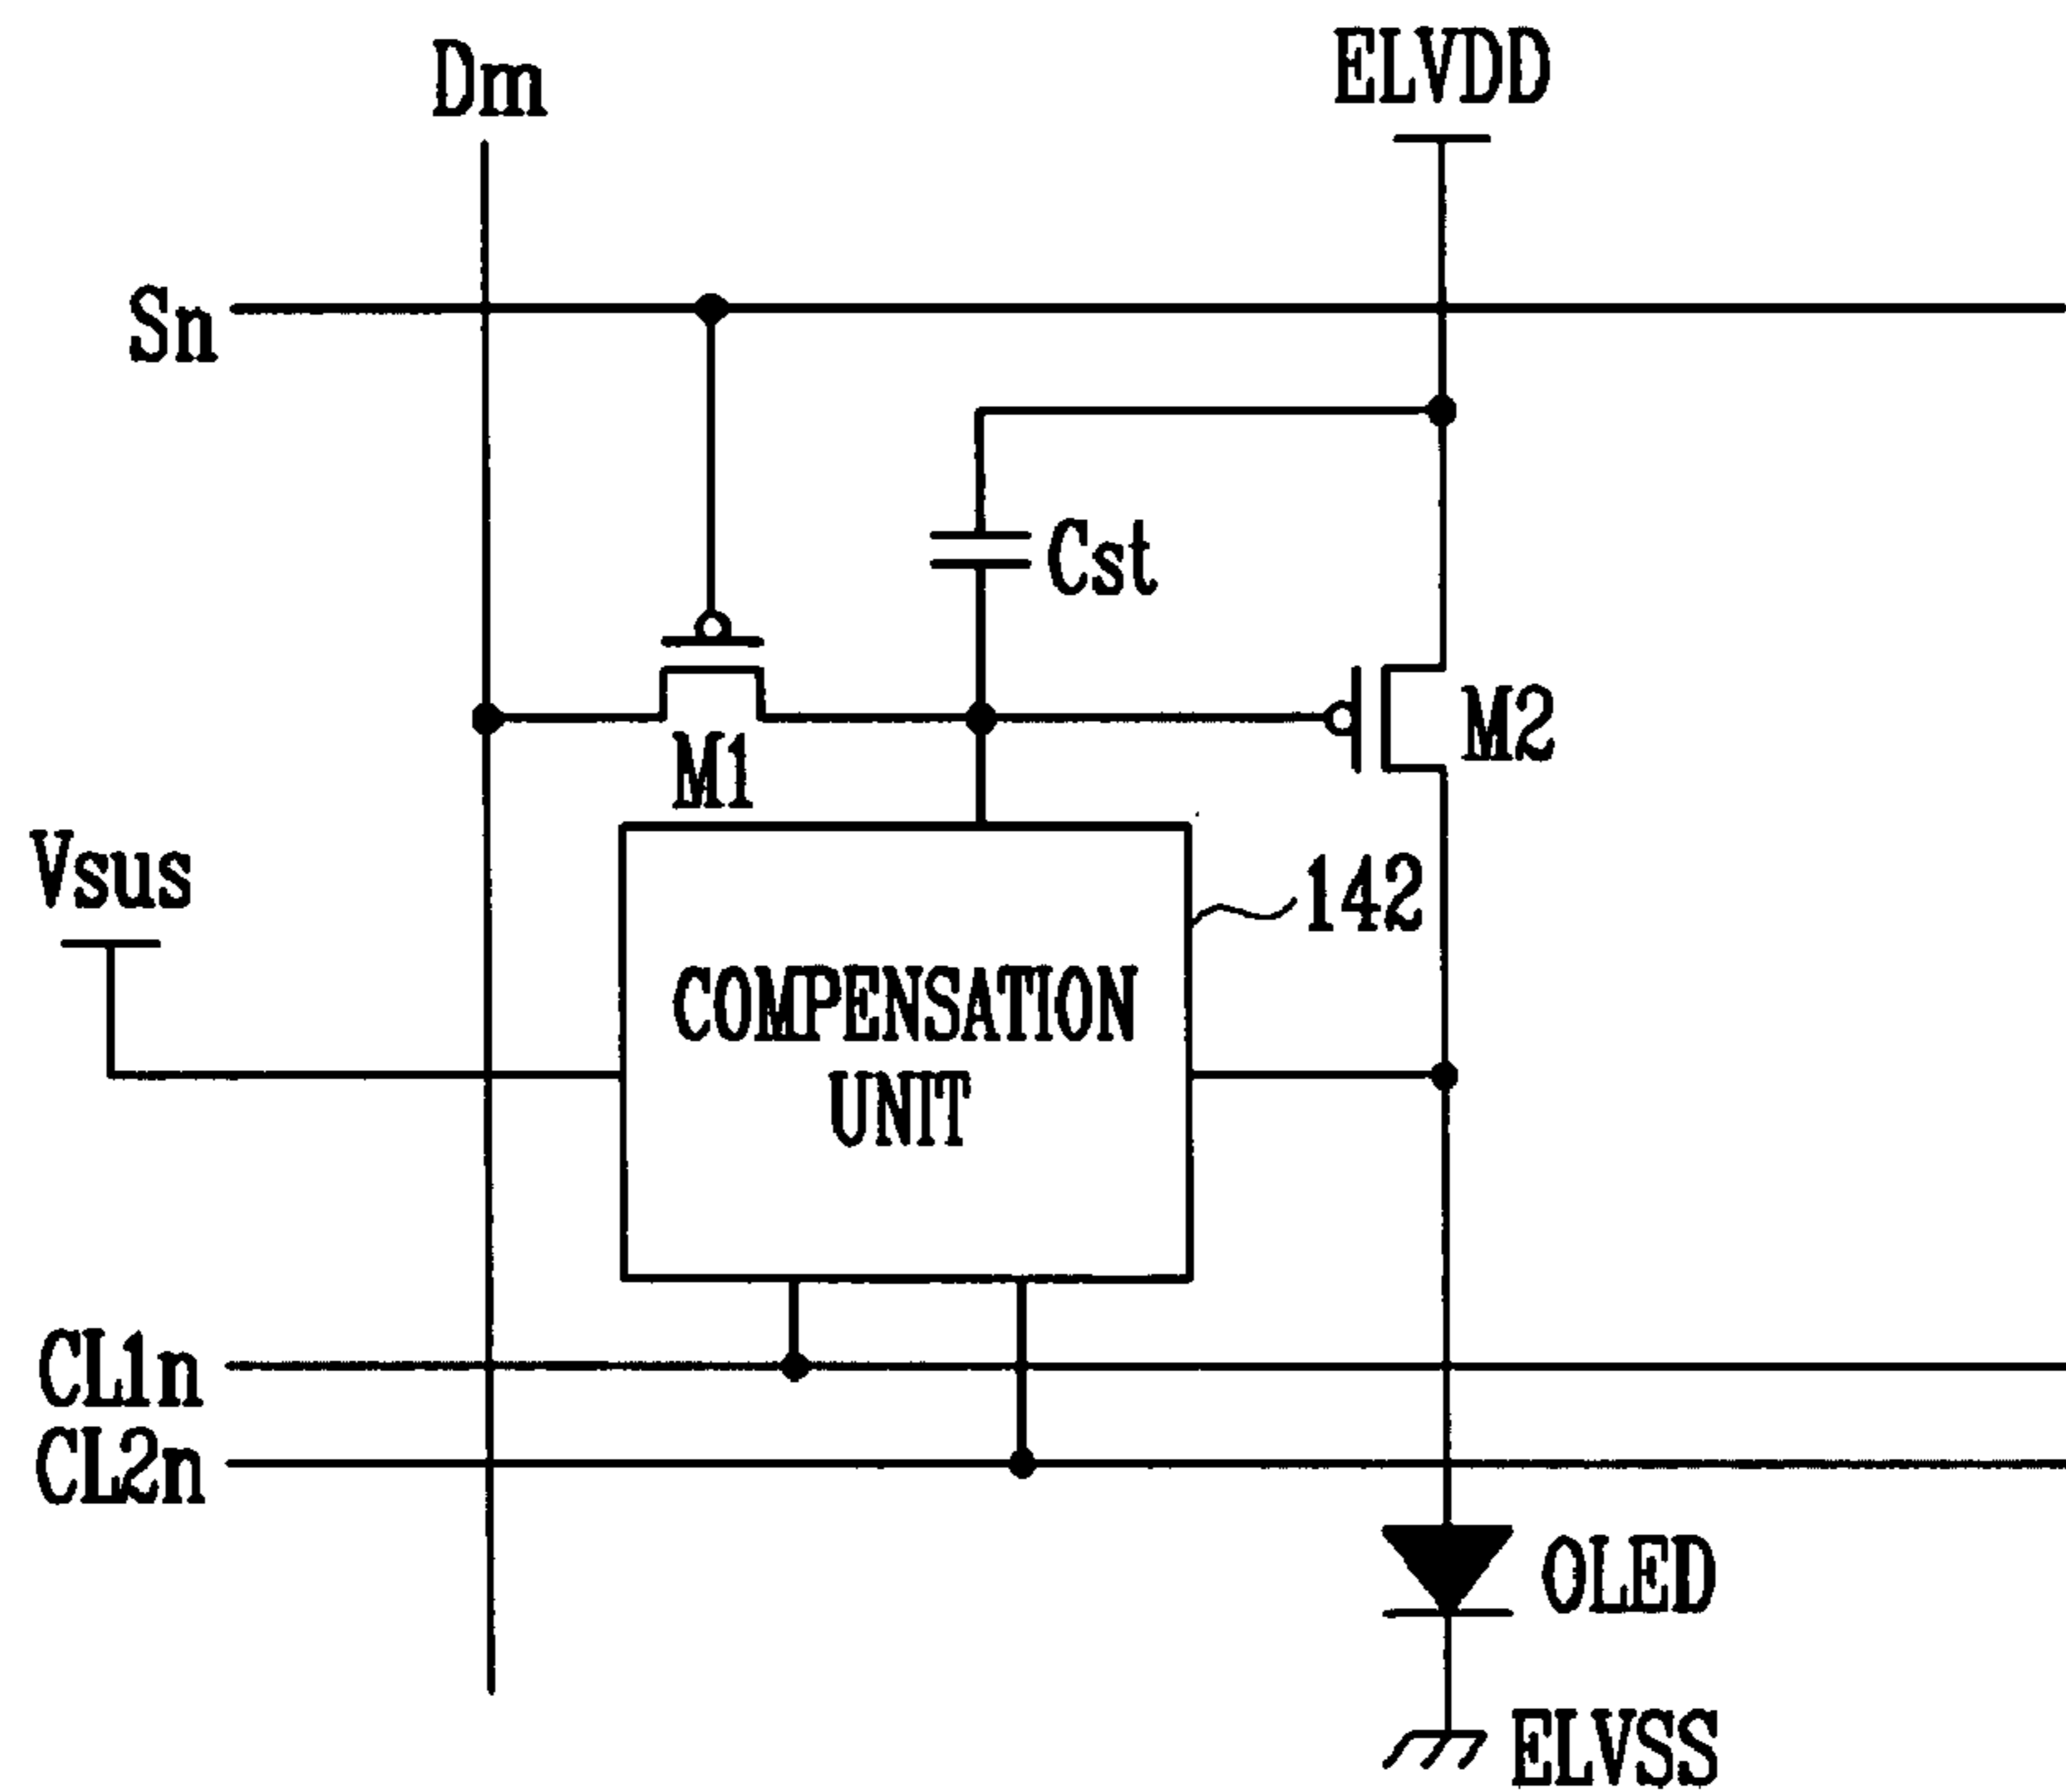 Dm
ELVDD
Sn
Cst
M1
M2
Vsus
142
COMPENSATION
UNIT
CL1n
CL2n
OLED
ELVSS